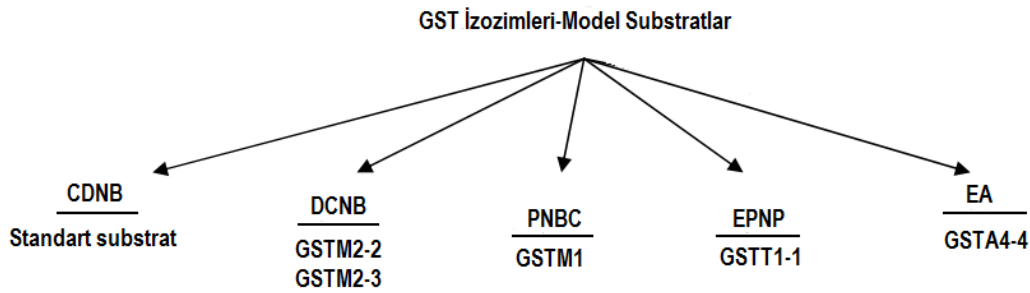 GST İzozimleri-Model Substratlar
CDNB
Standart substrat
DCNB
GSTM2-2
GSTM2-3
PNBC
GSTM1
EPNP
GSTT1-1
EA
GSTA4-4